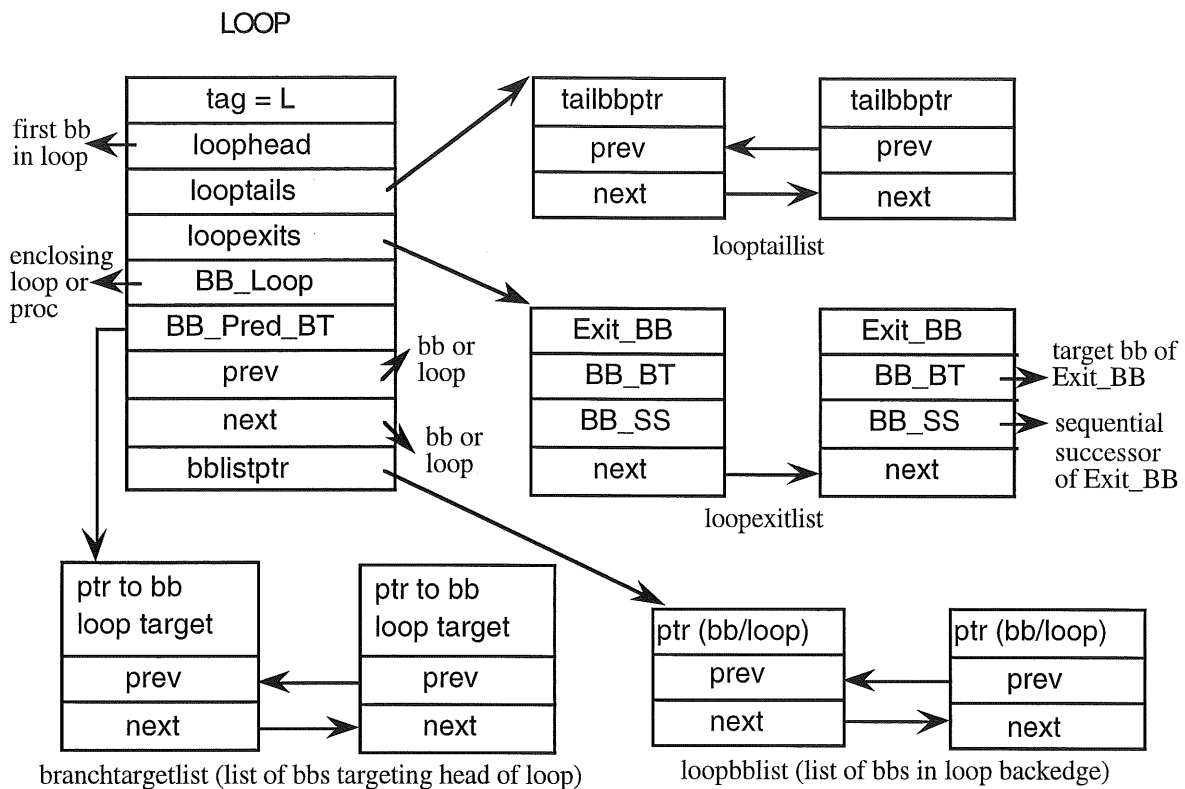 LOOP
tag = L
loophead
looptails
loopexits
BB_Loop
BB_Pred_BT
prev
next
bblistptr
first bb
in loop
enclosing
loop or
proc
bb or
loop
bb or
loop
tailbbptr
prev
next
tailbbptr
prev
next
looptaillist
Exit_BB
BB_BT
BB_SS
next
Exit_BB
BB_BT
BB_SS
next
target bb of
Exit_BB
sequential
successor
of Exit_BB
loopexitlist
ptr to bb
loop target
prev
next
ptr to bb
loop target
prev
next
branchtargetlist (list of bbs targeting head of loop)
ptr (bb/loop)
prev
next
ptr (bb/loop)
prev
next
loopbblist (list of bbs in loop backedge)